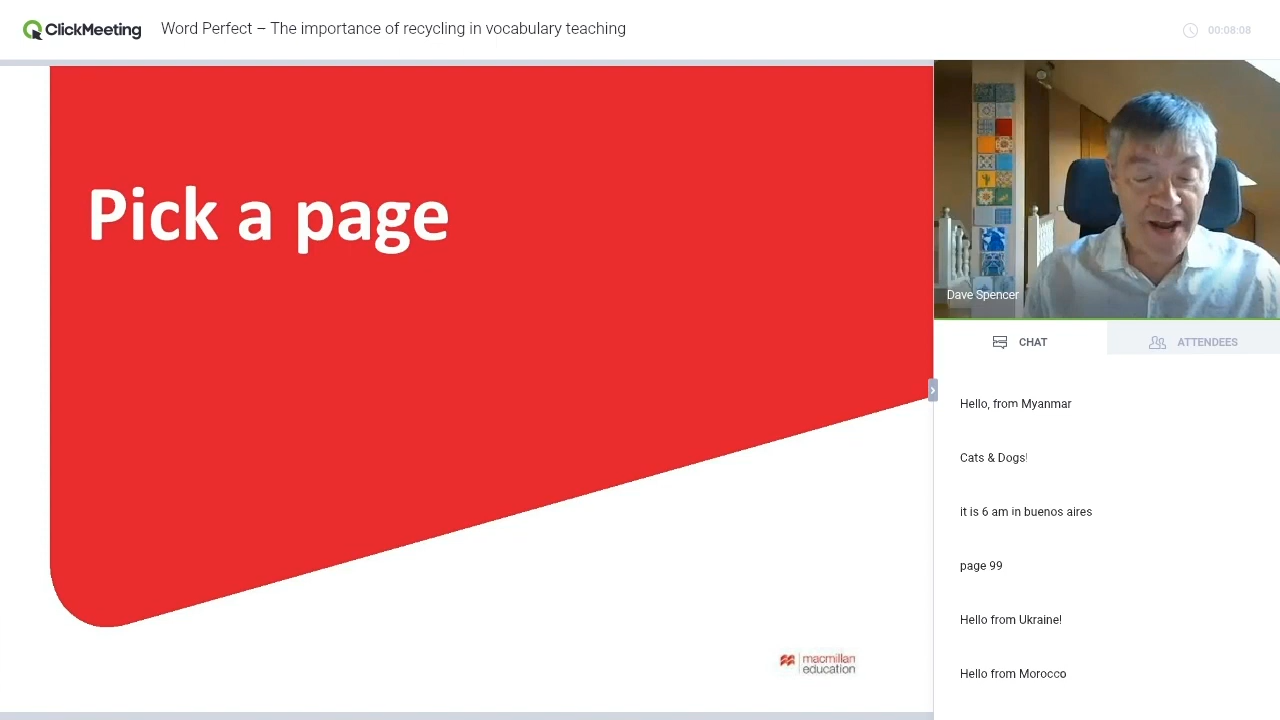 ClickMeeting
Word Perfect – The importance of recycling in vocabulary teaching
00:08:08
Pick a page
Dave Spencer
CHAT
ATTENDEES
Hello, from Myanmar
Cats & Dogs!
it is 6 am in buenos aires
page 99
Hello from Ukraine!
Hello from Morocco
macmillan
education